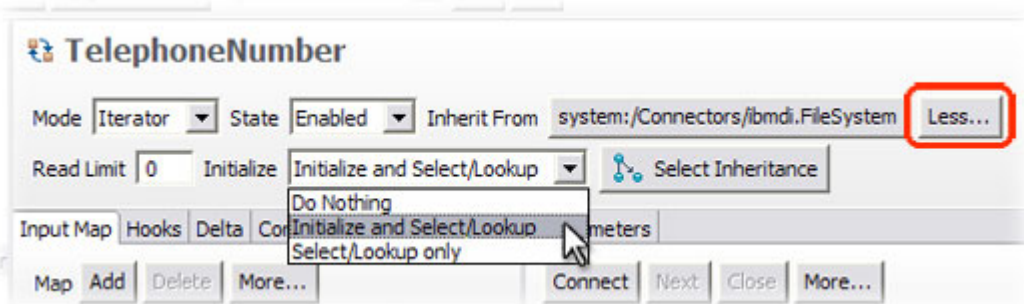 TelephoneNumber
Mode Iterator State Enabled Inherit From system:/Connectors/ibmdi.FileSystem Less...
Read Limit 0 Initialize Initialize and Select/Lookup Select Inheritance
Do Nothing
Input Map Hooks Delta Initialize and Select/Lookup
Select/Lookup only
Map Add Delete More... Connect Next Close More...